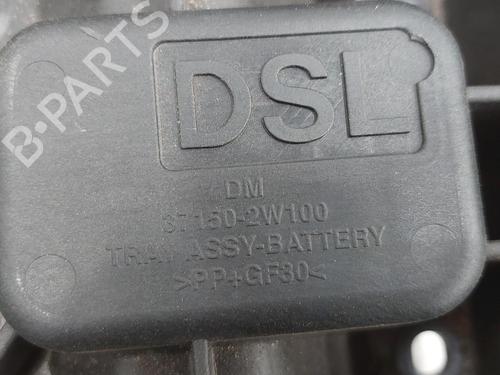 B-PARTS
DSL
DM
37150-2W100
TRAY ASSY-BATTERY
>PP+GF30<